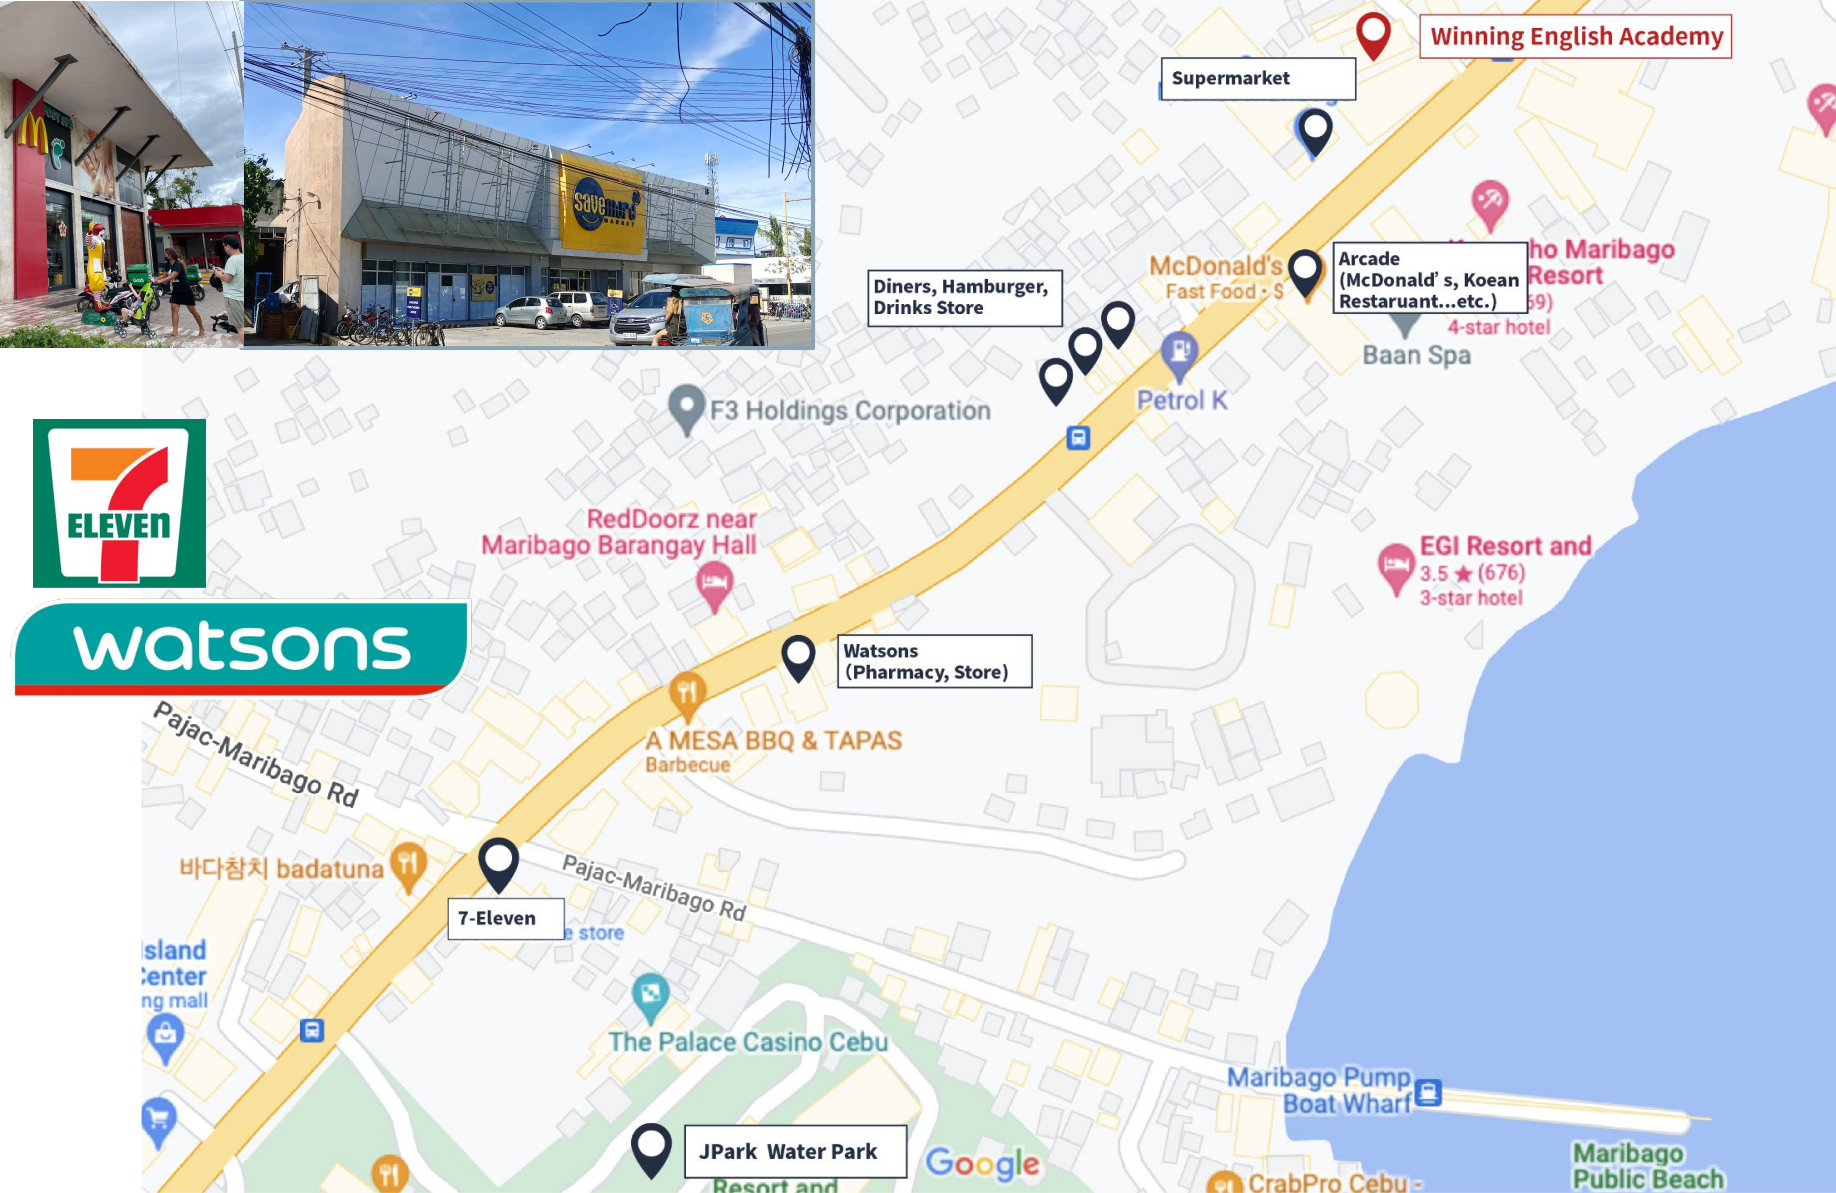 Winning English Academy
Supermarket
savemore
MARKET
ho Maribago
Resort
69)
4-star hotel
Arcade
(McDonald's, Koean
Restaruant...etc.)
McDonald's
Fast Food · $
Diners, Hamburger,
Drinks Store
Baan Spa
Petrol K
F3 Holdings Corporation
7
ELEVEn
RedDoorz near
Maribago Barangay Hall
EGI Resort and
3.5 ★ (676)
3-star hotel
watsons
Watsons
(Pharmacy, Store)
Pajac-Maribago Rd
A MESA BBQ & TAPAS
Barbecue
바다참치 badatuna
Pajac-Maribago Rd
7-Eleven
e store
Island
Center
ng mall
The Palace Casino Cebu
Maribago Pump
Boat Wharf
JPark Water Park
Google
Resort and
Maribago
Public Beach
CrabPro Cebu -